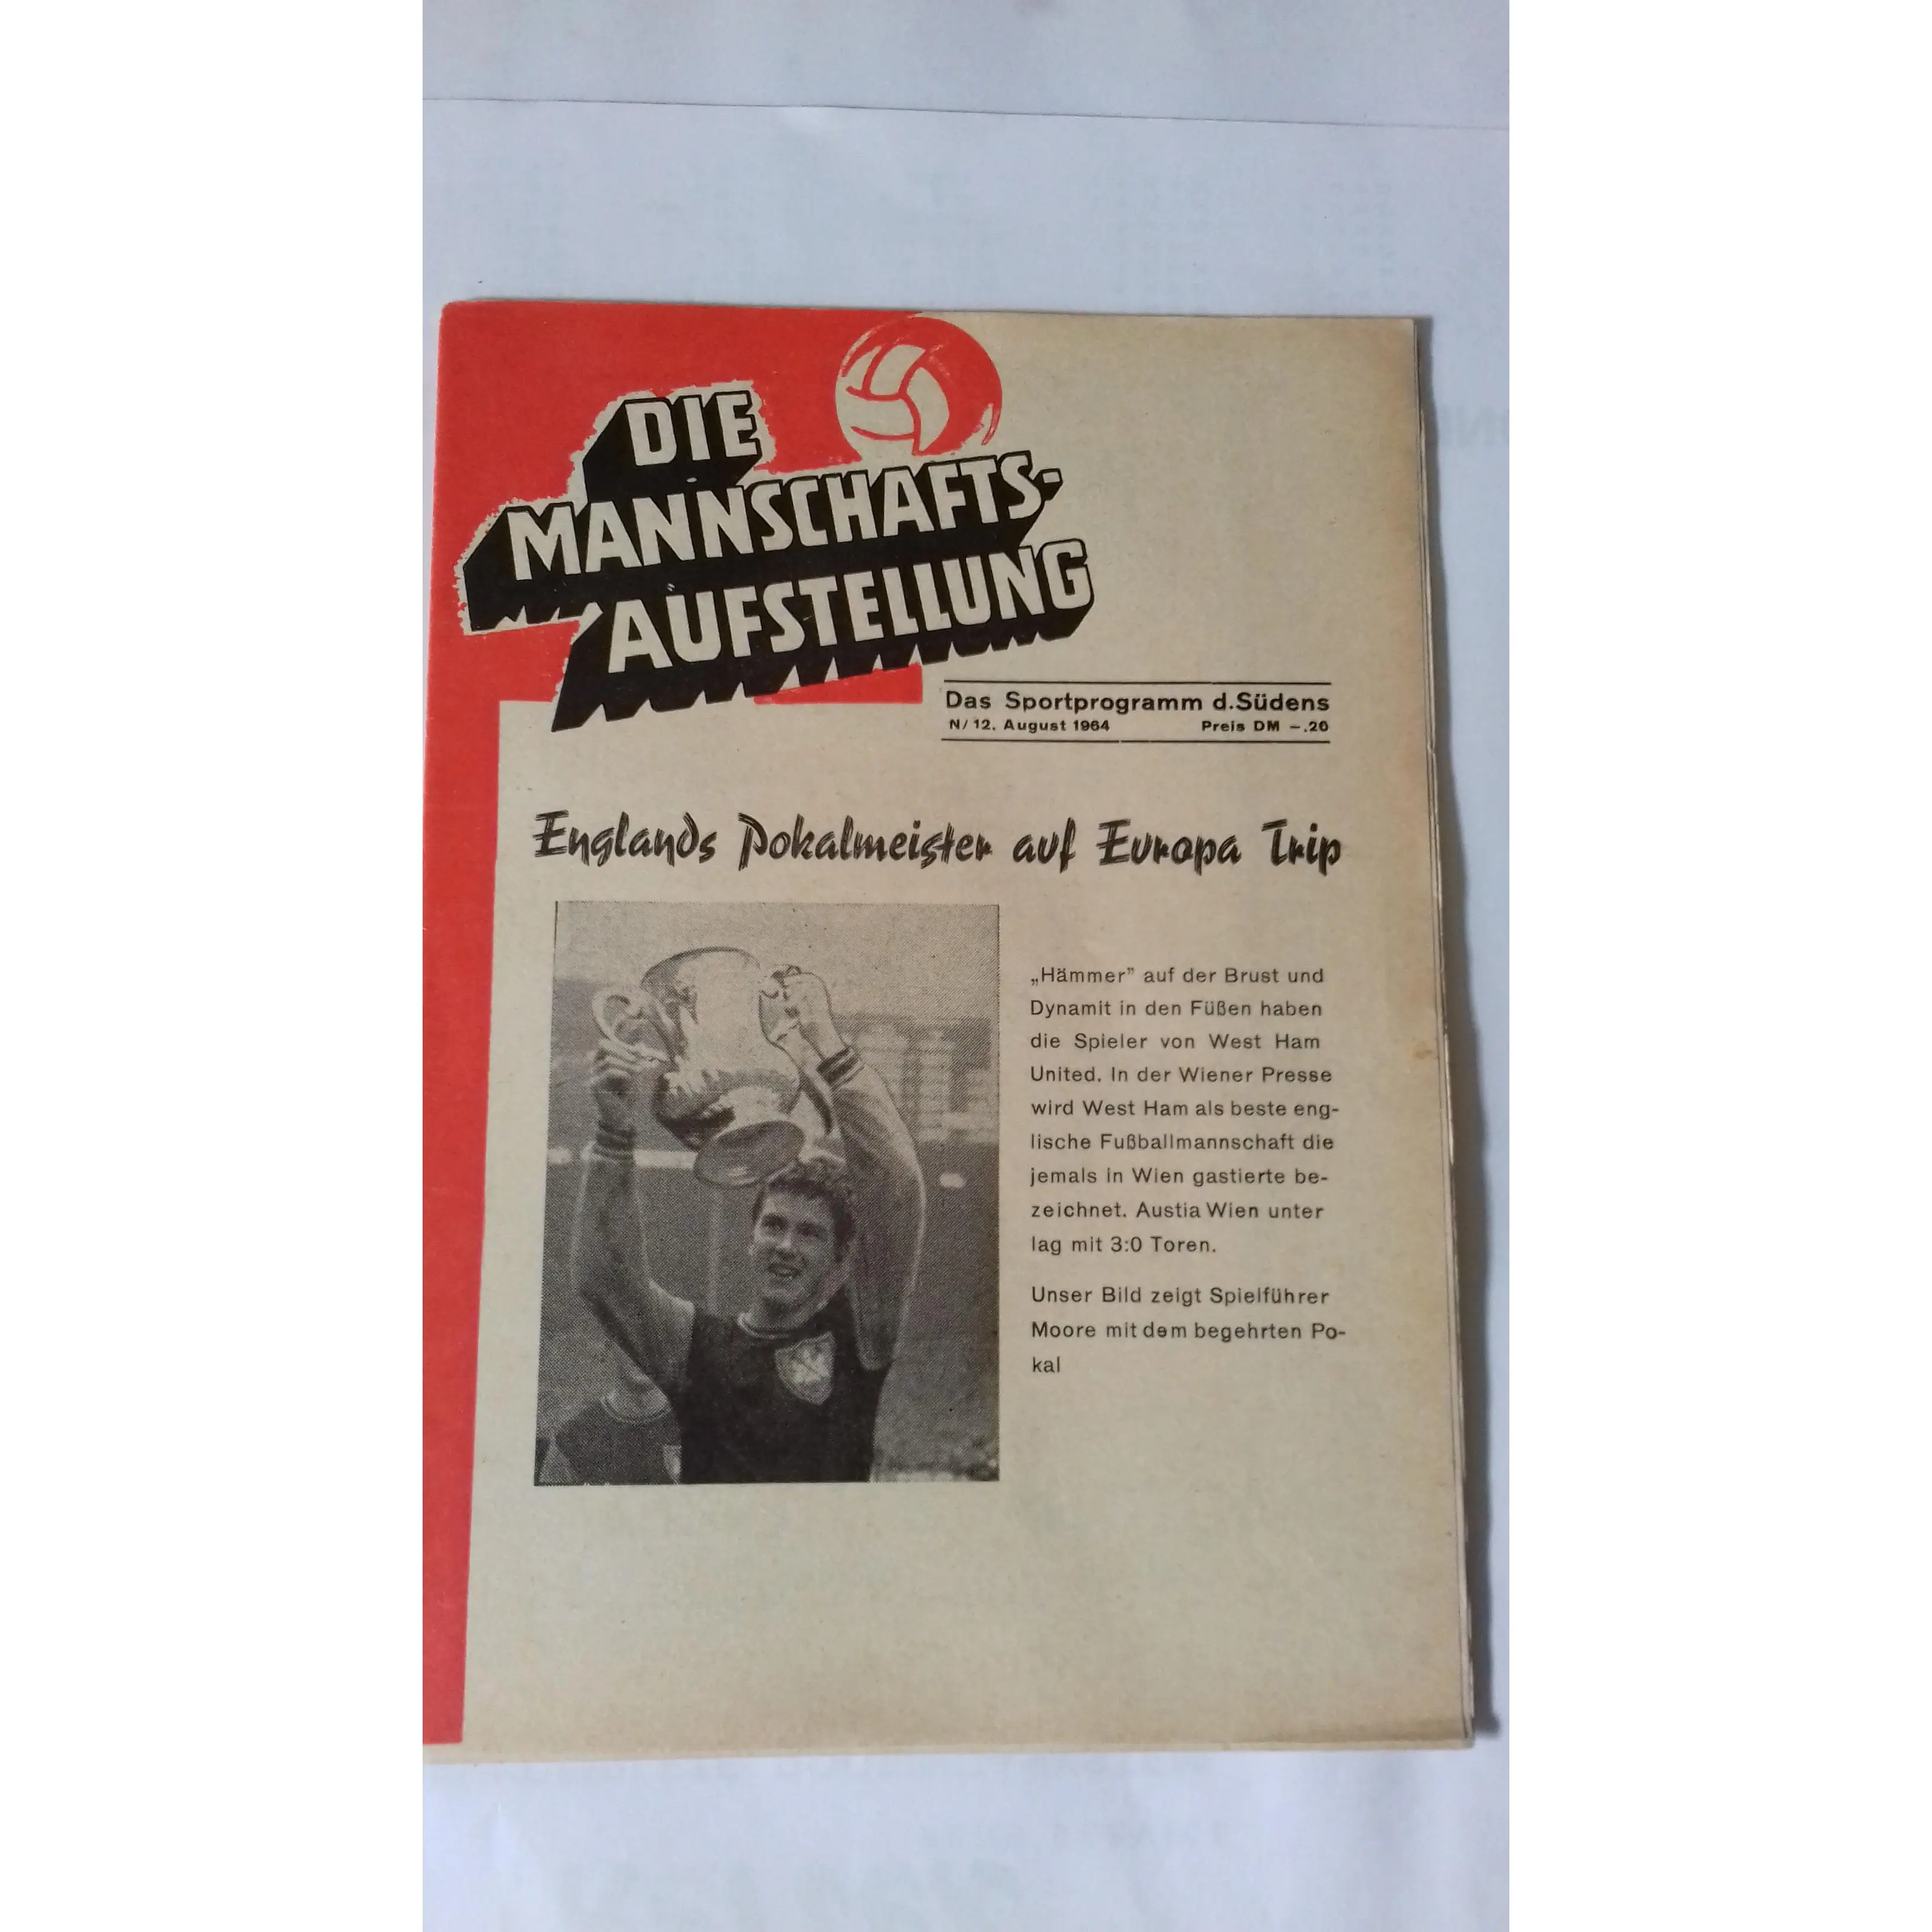 DIE
MANNSCHAFTS-
AUFSTELLUNG
Das Sportprogramm d.Südens
N/ 12. August 1964 Preis DM -.20
Englands Pokalmeister auf Europa Trip
„Hämmer” auf der Brust und
Dynamit in den Füßen haben
die Spieler von West Ham
United. In der Wiener Presse
wird West Ham als beste eng-
lische Fußballmannschaft die
jemals in Wien gastierte be-
zeichnet. Austia Wien unter
lag mit 3:0 Toren.
Unser Bild zeigt Spielführer
Moore mit dem begehrten Po-
kal